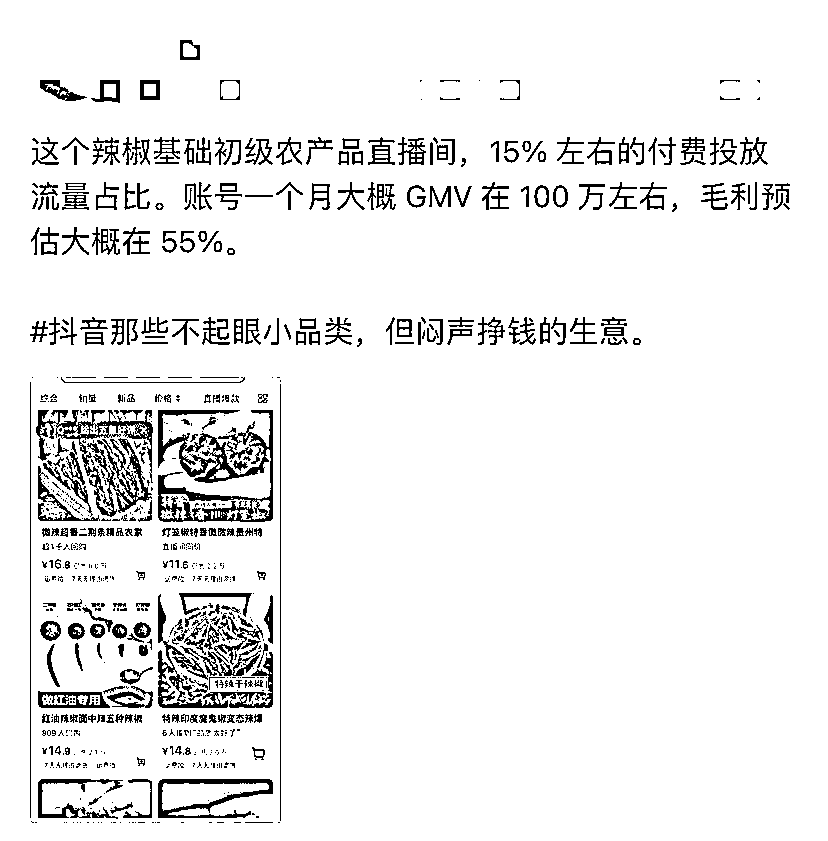 这个辣椒基础初级农产品直播间，15% 左右的付费投放
流量占比。账号一个月大概 GMV 在 100 万左右，毛利预
估大概在 55%。
#抖音那些不起眼小品类，但闷声挣钱的生意。
综合 销量 新品 价格
微辣超香二荆条精品农家
灯笼椒特香微微辣贵州特
¥16.8
¥11.6
做红油专用
特辣干辣椒
红油辣椒面中辣五种辣椒
特辣印度魔鬼椒变态辣爆
909人
¥14.9
¥14.8